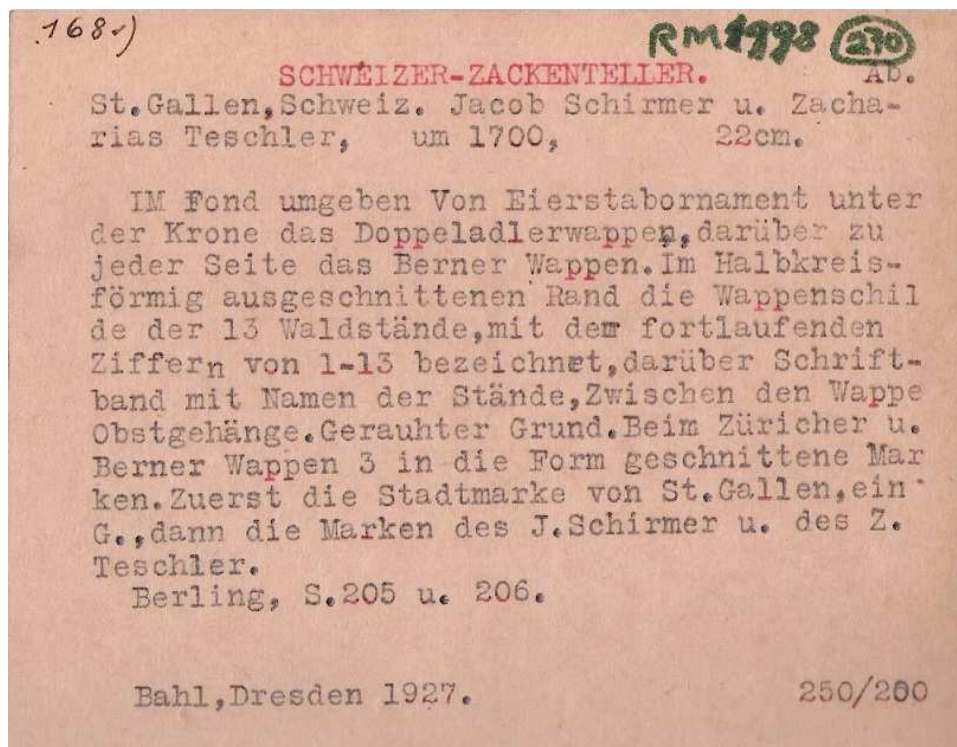 168.)
RM 1998 (270)
SCHWEIZER-ZACKENTELLER. Ab.
St.Gallen,Schweiz. Jacob Schirmer u. Zacha-
rias Teschler, um 1700, 22cm.
IM Fond umgeben Von Eierstabornament unter
der Krone das Doppeladlerwappen,darüber zu
jeder Seite das Berner Wappen.Im Halbkreis-
förmig ausgeschnittenen Rand die Wappenschil
de der 13 Waldstände,mit dem fortlaufenden
Ziffern von 1-13 bezeichnet,darüber Schrift-
band mit Namen der Stände,Zwischen den Wappe
Obstgehänge.Gerauhter Grund.Beim Züricher u.
Berner Wappen 3 in die Form geschnittene Mar
ken.Zuerst die Stadtmarke von St.Gallen,ein
G.,dann die Marken des J.Schirmer u. des Z.
Teschler.
Berling, S.205 u. 206.
Bahl,Dresden 1927. 250/200